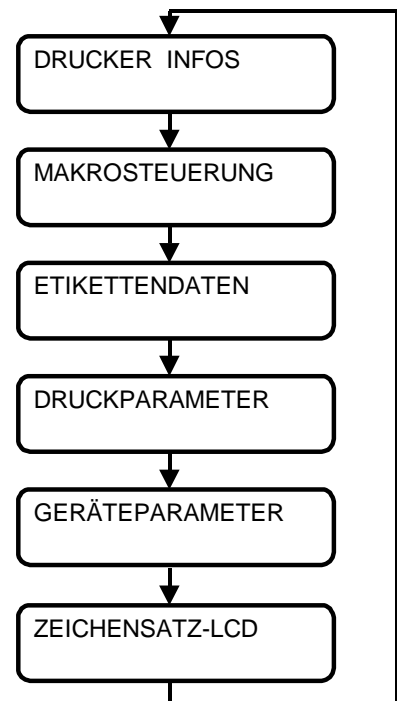 DRUCKER INFOS
MAKROSTEUERUNG
ETIKETTENDATEN
DRUCKPARAMETER
GERÄTEPARAMETER
ZEICHENSATZ-LCD